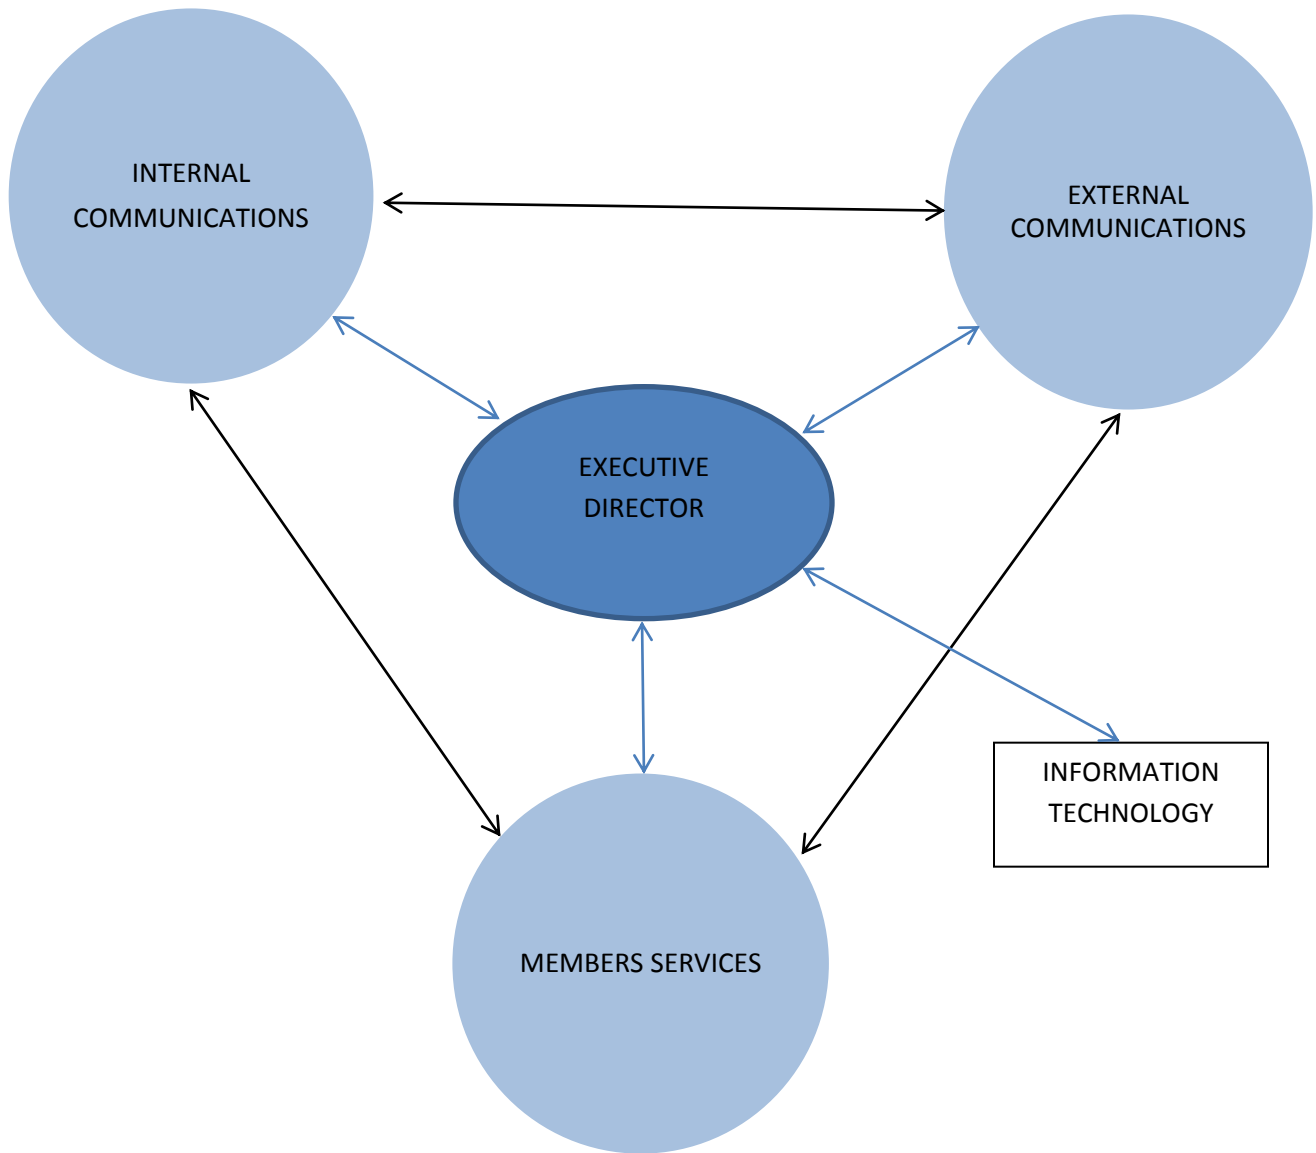 INTERNAL
COMMUNICATIONS
EXTERNAL
COMMUNICATIONS
EXECUTIVE
DIRECTOR
INFORMATION
TECHNOLOGY
MEMBERS SERVICES